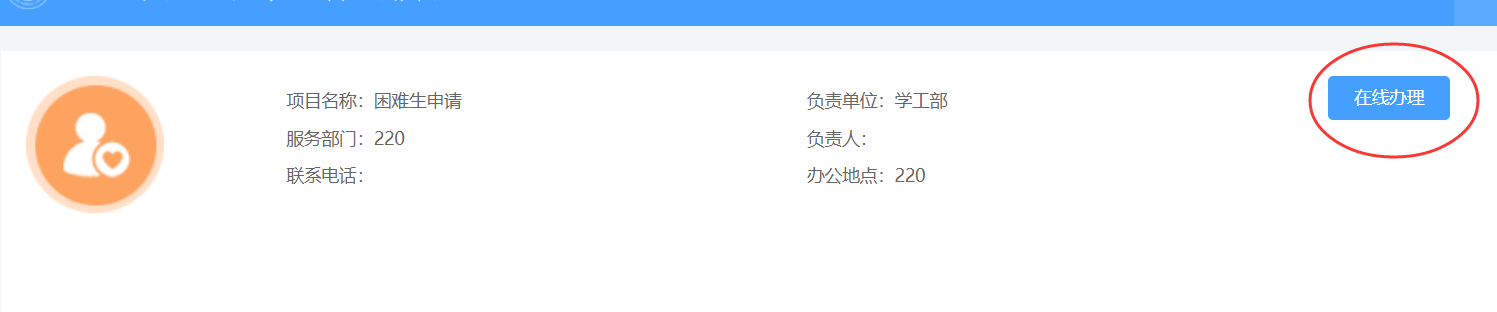 项目名称：困难生申请
负责单位：学工部
在线办理
服务部门：220
负责人：
联系电话：
办公地点：220